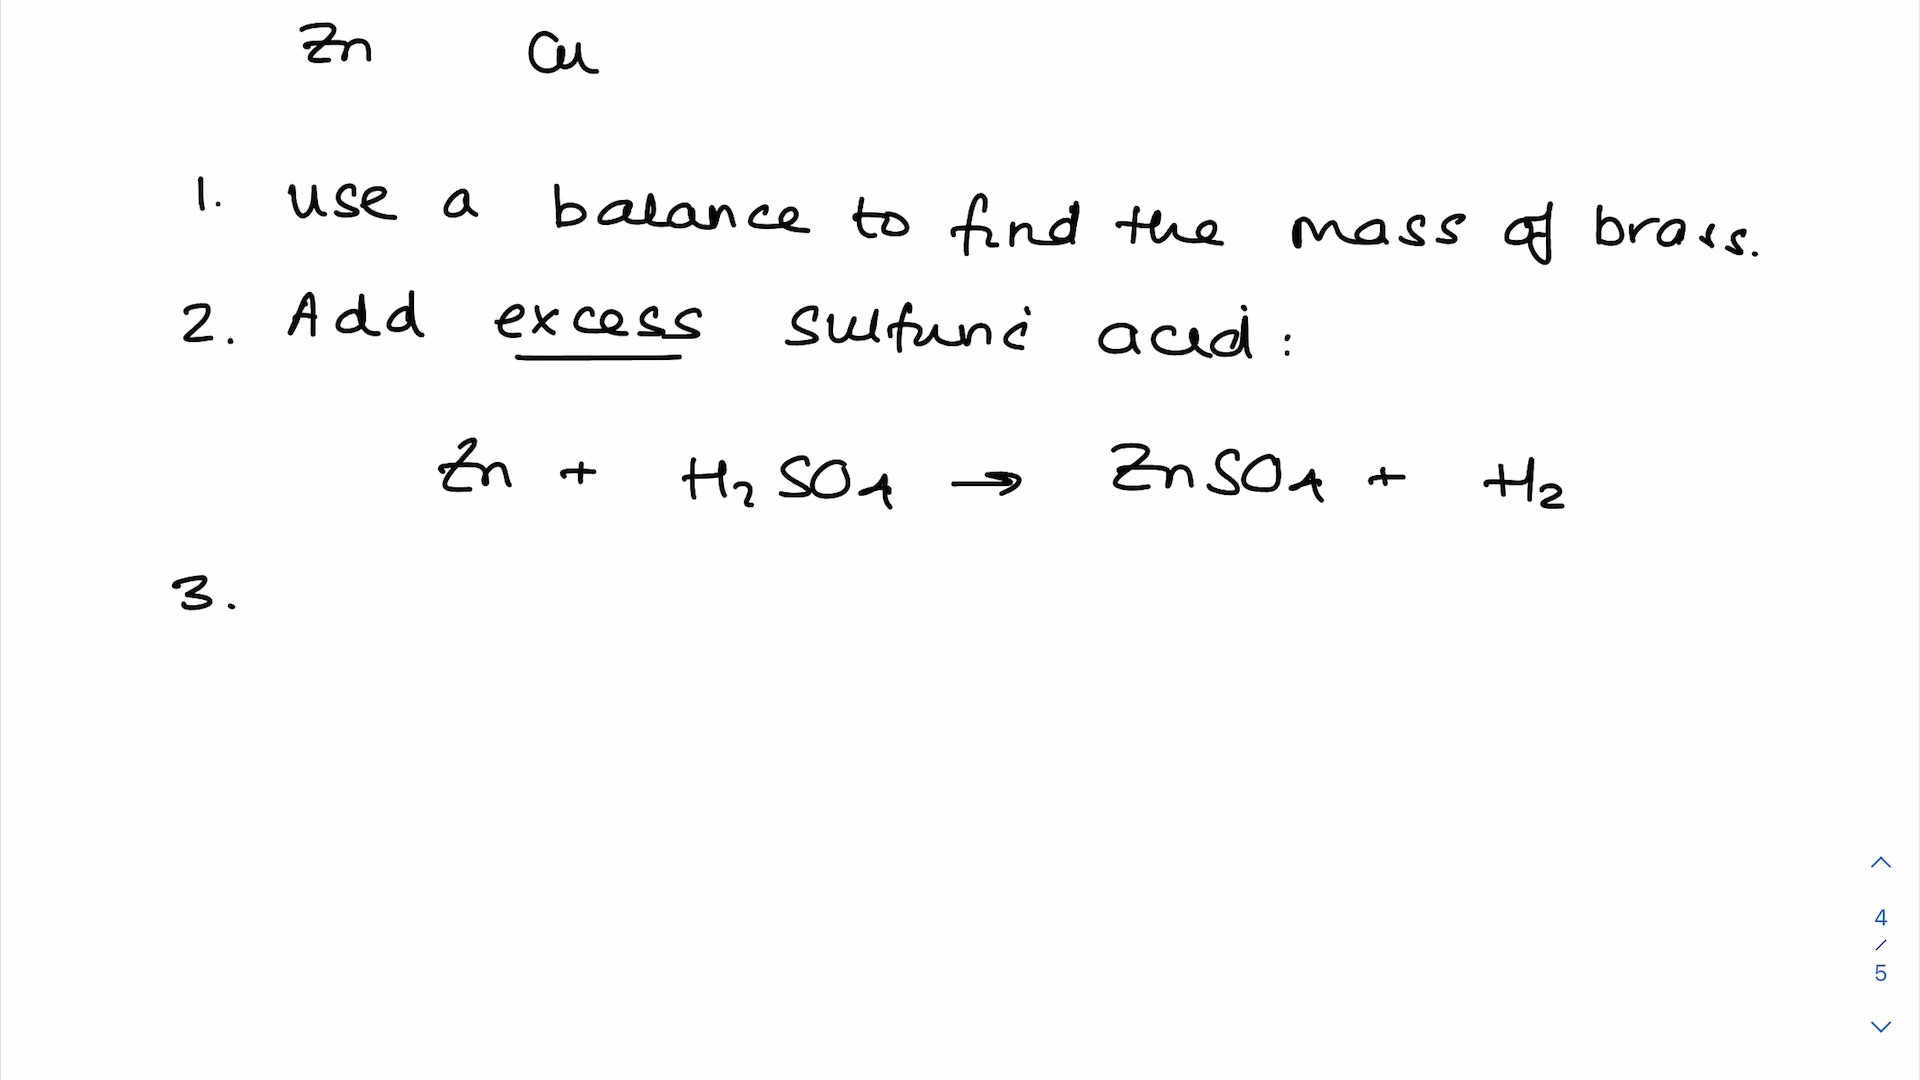 Zn Cu
1. use a balance to find the mass of brass.
2. Add excess sulfuric acid:
Zn + H₂SO₄ → ZnSO₄ + H₂
3.
4
/
5